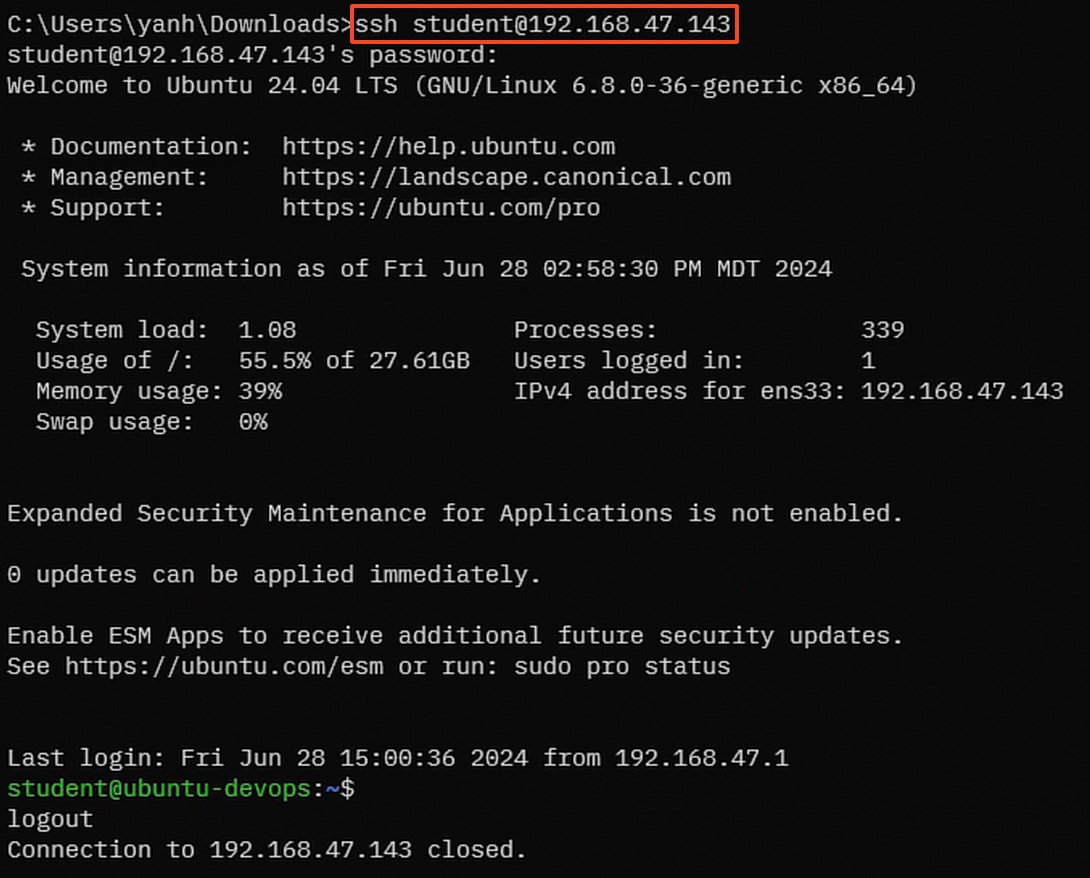 C:\Users\yanh\Downloads>ssh student@192.168.47.143
student@192.168.47.143's password:
Welcome to Ubuntu 24.04 LTS (GNU/Linux 6.8.0-36-generic x86_64)
* Documentation:  https://help.ubuntu.com
* Management:     https://landscape.canonical.com
* Support:        https://ubuntu.com/pro
System information as of Fri Jun 28 02:58:30 PM MDT 2024
System load:  1.08               Processes:              339
Usage of /:   55.5% of 27.61GB   Users logged in:        1
Memory usage: 39%                IPv4 address for ens33: 192.168.47.143
Swap usage:   0%
Expanded Security Maintenance for Applications is not enabled.
0 updates can be applied immediately.
Enable ESM Apps to receive additional future security updates.
See https://ubuntu.com/esm or run: sudo pro status
Last login: Fri Jun 28 15:00:36 2024 from 192.168.47.1
student@ubuntu-devops:~$
logout
Connection to 192.168.47.143 closed.